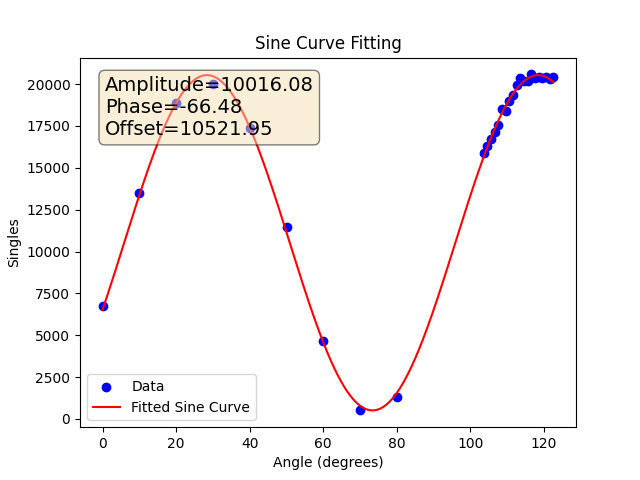 Sine Curve Fitting
Amplitude=10016.08
Phase=-66.48
Offset=10521.95
20000
17500
15000
12500
10000
7500
5000
2500
0
Singles
Data
Fitted Sine Curve
0 20 40 60 80 100 120
Angle (degrees)